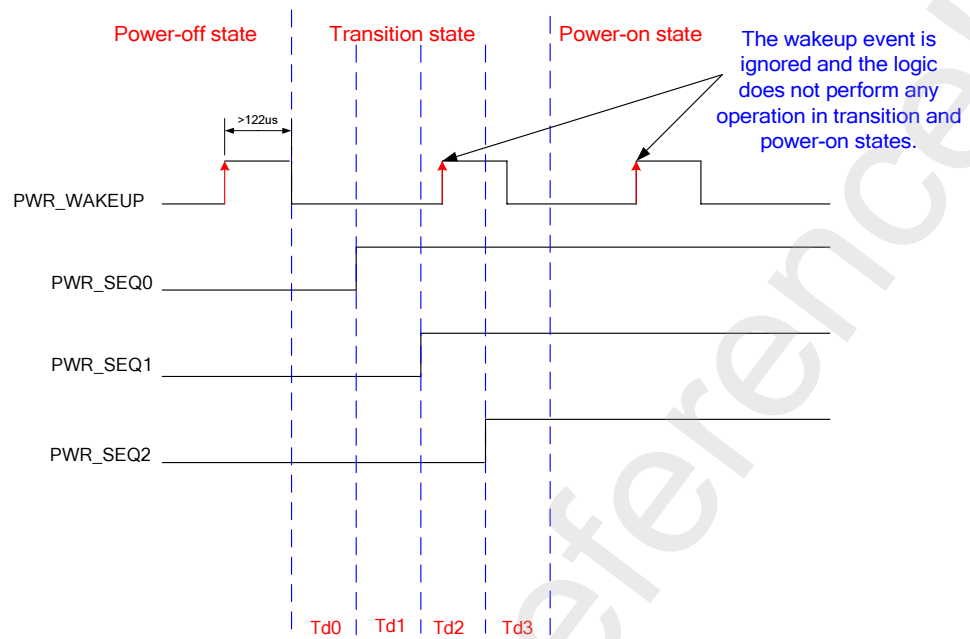 Power-off state
Transition state
Power-on state
The wakeup event is
ignored and the logic
does not perform any
operation in transition and
power-on states.
>122us
PWR_WAKEUP
PWR_SEQ0
PWR_SEQ1
PWR_SEQ2
Td0
Td1
Td2
Td3